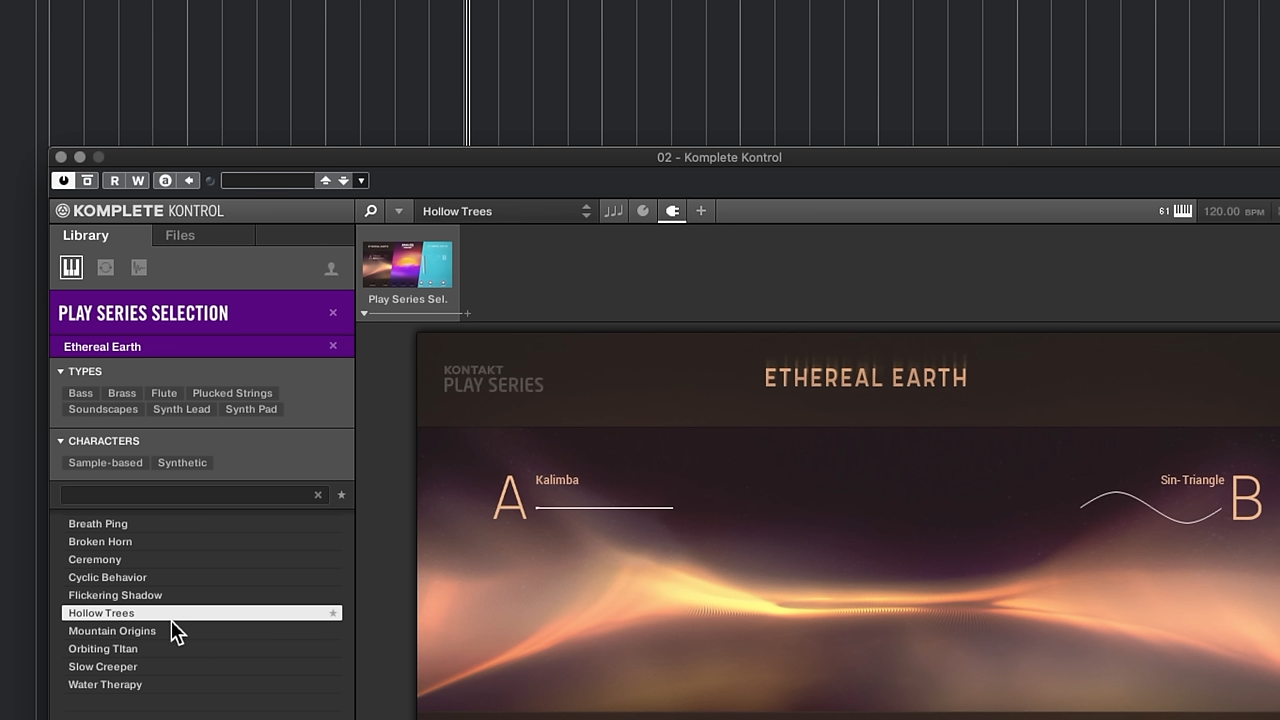 02 - Komplete Kontrol
R W a
KOMPLETE KONTROL
Hollow Trees
61
120.00 BPM
Library
Files
PLAY SERIES SELECTION
Ethereal Earth
TYPES
Bass Brass Flute Plucked Strings
Soundscapes Synth Lead Synth Pad
CHARACTERS
Sample-based Synthetic
Breath Ping
Broken Horn
Ceremony
Cyclic Behavior
Flickering Shadow
Hollow Trees
Mountain Origins
Orbiting TItan
Slow Creeper
Water Therapy
Play Series Sel.
KONTAKT
PLAY SERIES
ETHEREAL EARTH
A Kalimba
Sin-Triangle B